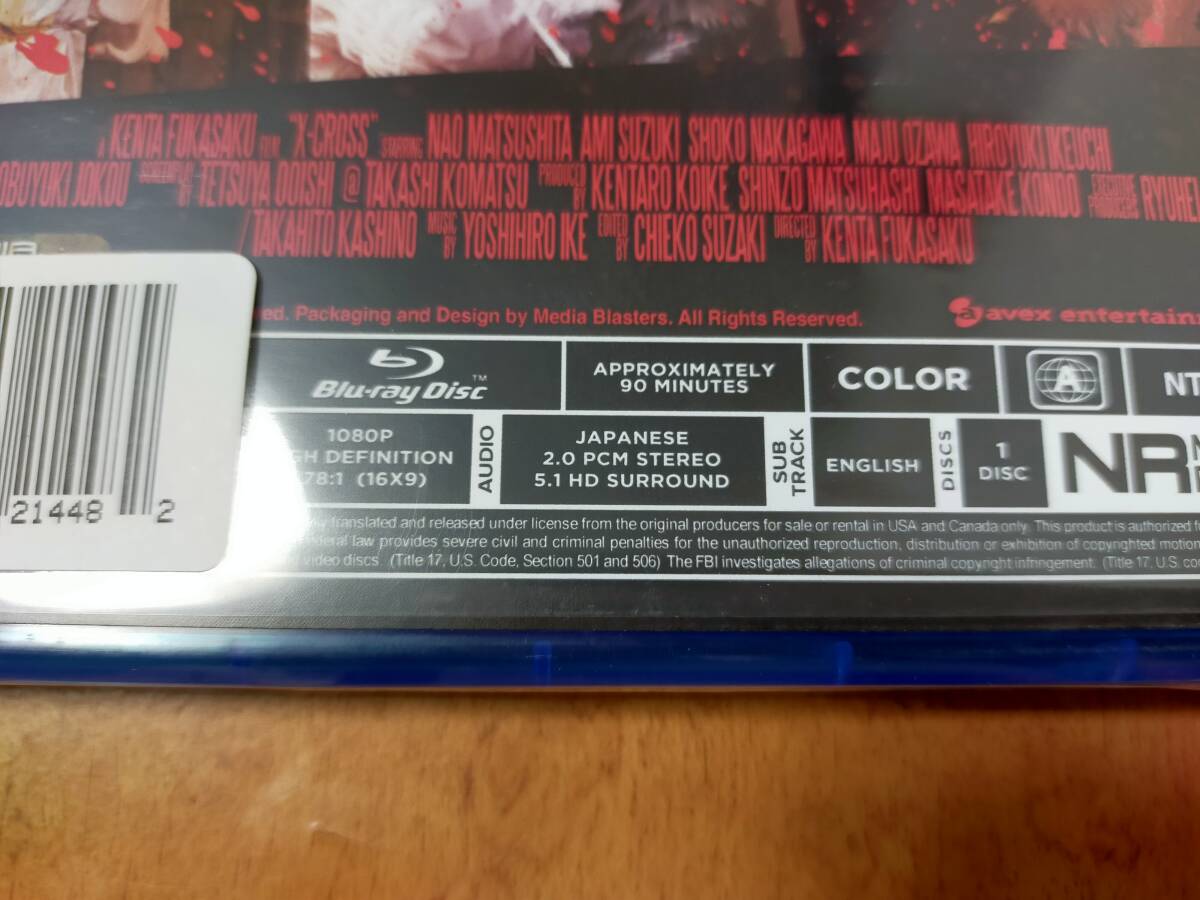 A KENTA FUKASAKU FILM "X-CROSS" STARRING NAO MATSUSHITA AMI SUZUKI SHOKO NAKAGAWA MAJU OZAWA HIROYUKI IKEUCHI
OBUYUKI JOKOU BY TETSUYA OOISHI @ TAKASHI KOMATSU PRODUCED BY KENTARO KOIKE SHINZO MATSUHASHI MASATAKE KONDO EXECUTIVE PRODUCERS RYUHE
/ TAKAHITO KASHINO MUSIC BY YOSHIHIRO IKE EDITED BY CHIEKO SUZAKI DIRECTED BY KENTA FUKASAKU
ed. Packaging and Design by Media Blasters. All Rights Reserved.
avex entertainm
Blu-ray Disc™
APPROXIMATELY
90 MINUTES
COLOR
A
NT
1080P
GH DEFINITION
.78:1 (16X9)
AUDIO
JAPANESE
2.0 PCM STEREO
5.1 HD SURROUND
SUB
TRACK
ENGLISH
DISCS
1
DISC
NR
21448 2
translated and released under license from the original producers for sale or rental in USA and Canada only. This product is authorized f
ederal law provides severe civil and criminal penalties for the unauthorized reproduction, distribution or exhibition of copyrighted motion
video discs. (Title 17, U.S. Code, Section 501 and 506) The FBI investigates allegations of criminal copyright infringement. (Title 17, U.S. co